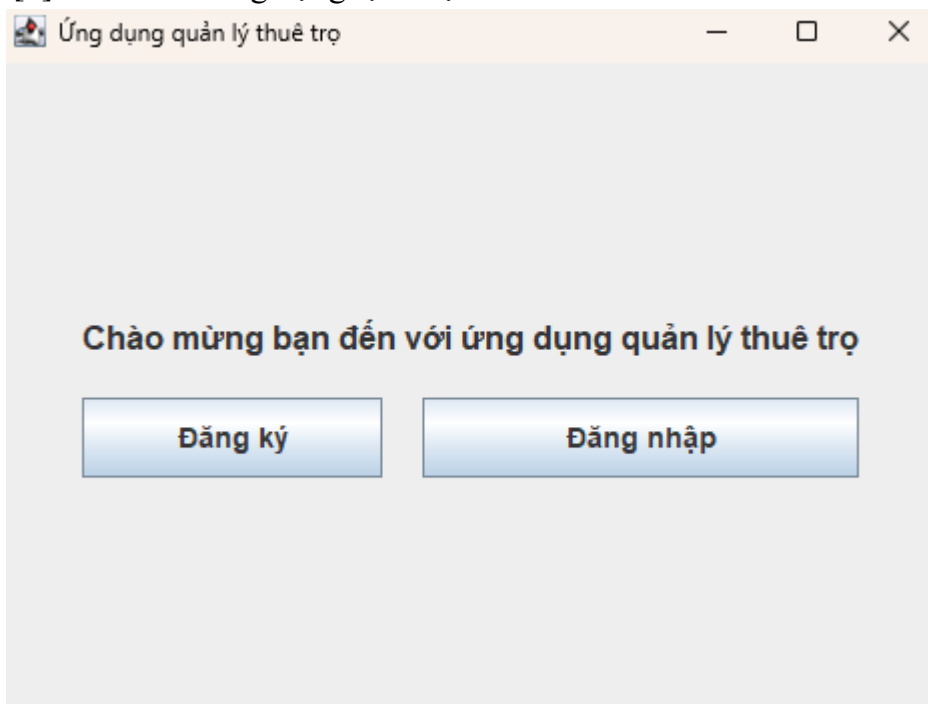 Ứng dụng quản lý thuê trọ
Chào mừng bạn đến với ứng dụng quản lý thuê trọ
Đăng ký
Đăng nhập